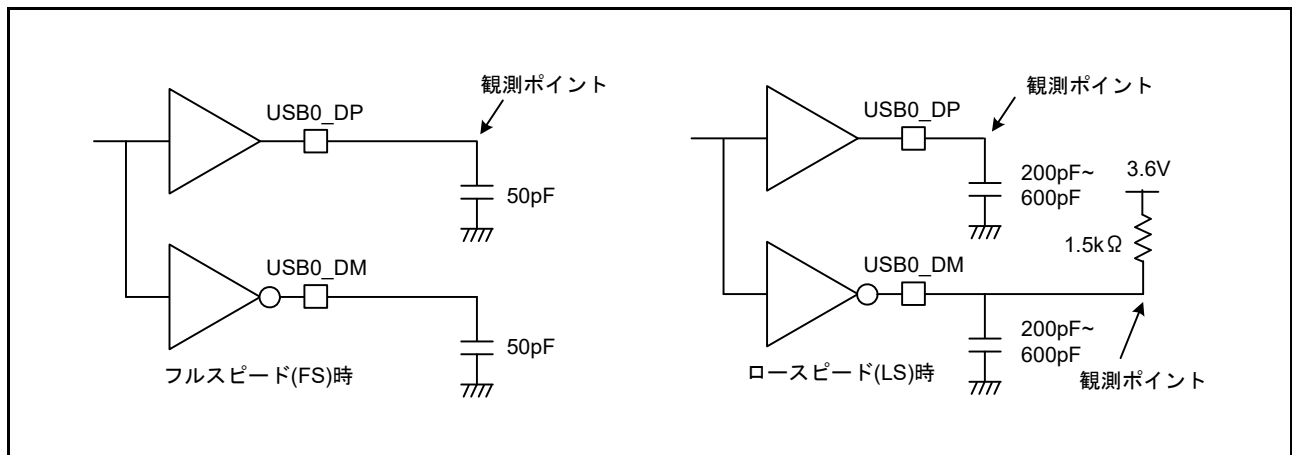 観測ポイント
USB0_DP
50pF
USB0_DM
50pF
フルスピード(FS)時
観測ポイント
USB0_DP
200pF~
600pF
3.6V
1.5kΩ
USB0_DM
200pF~
600pF
ロースピード(LS)時
観測ポイント